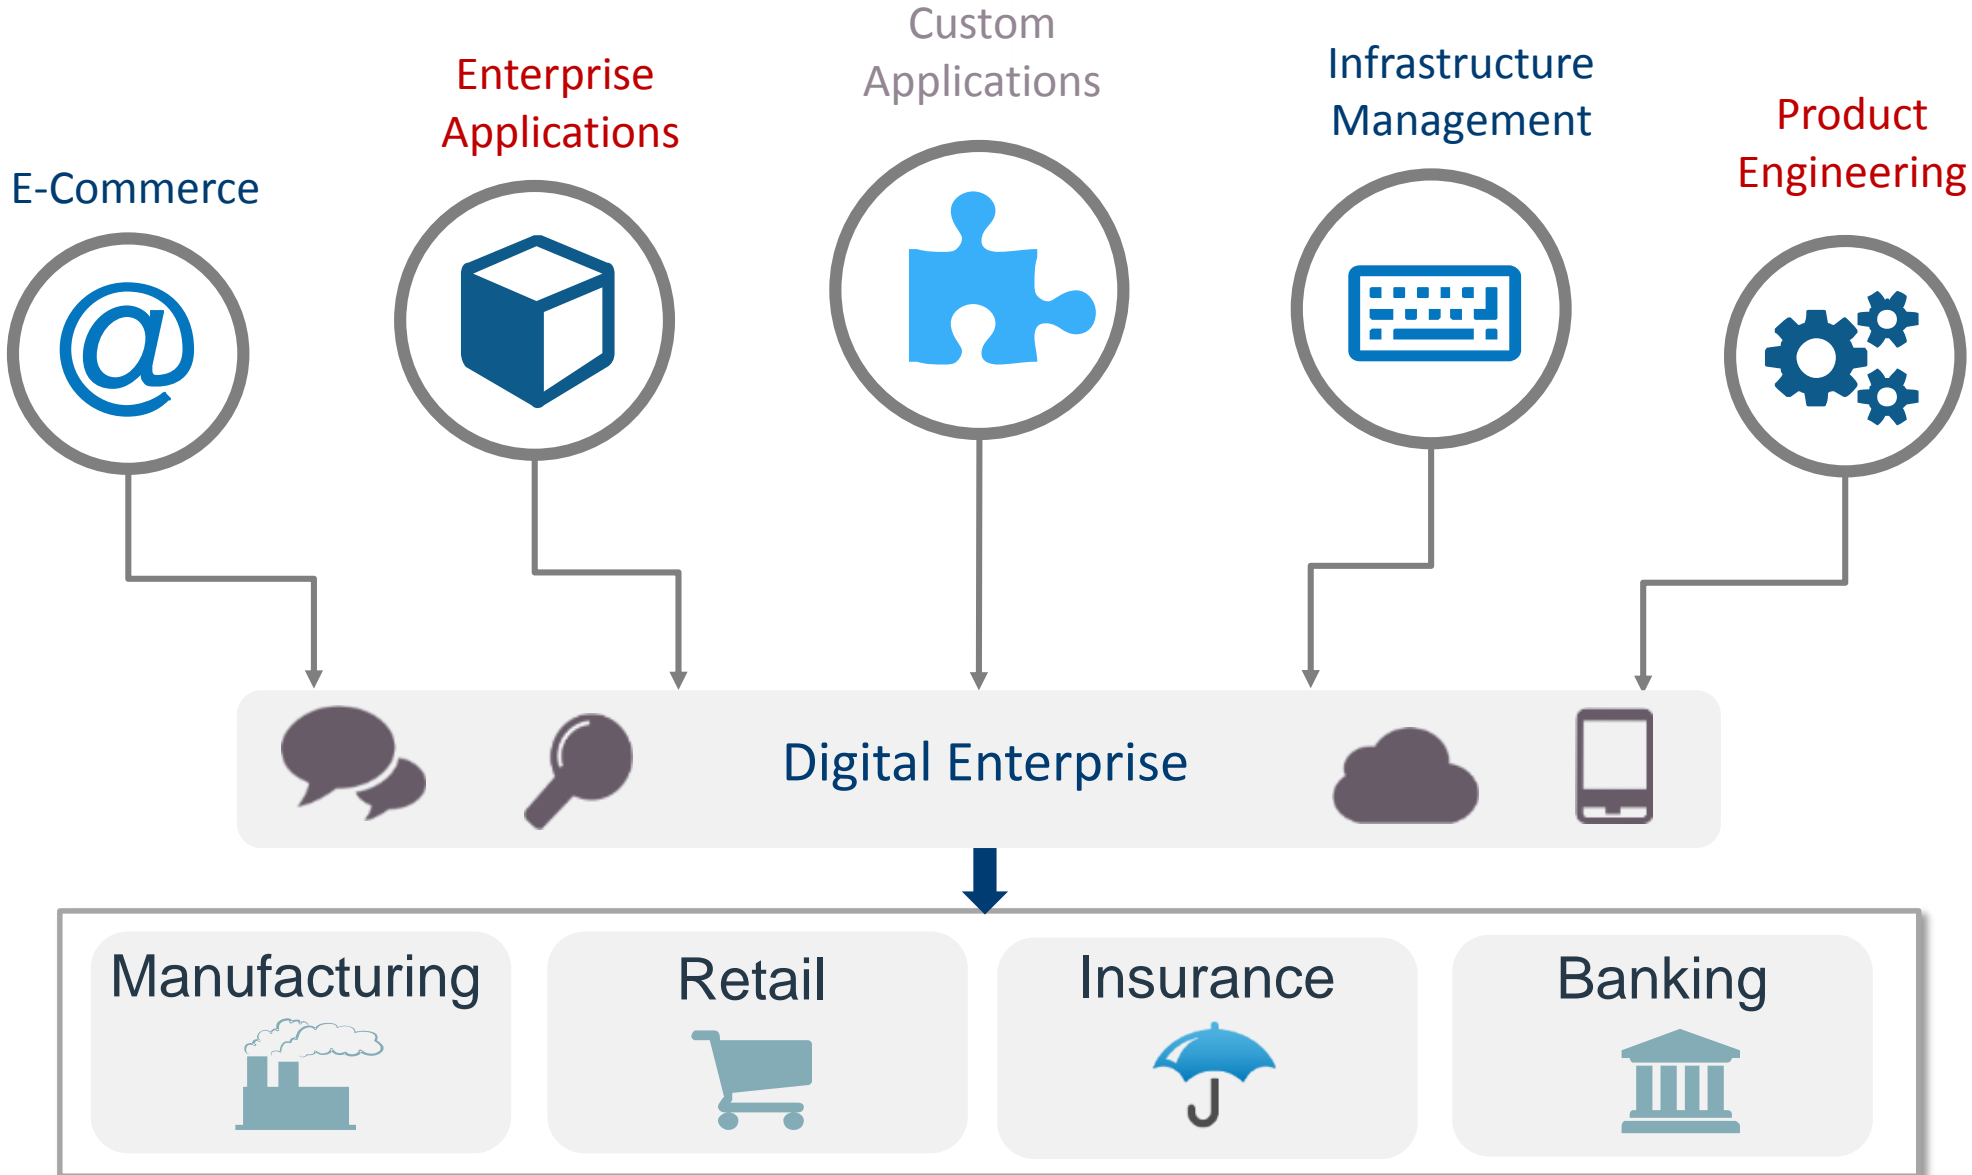 E-Commerce
Enterprise
Applications
Custom
Applications
Infrastructure
Management
Product
Engineering
@
Digital Enterprise
Manufacturing
Retail
Insurance
Banking